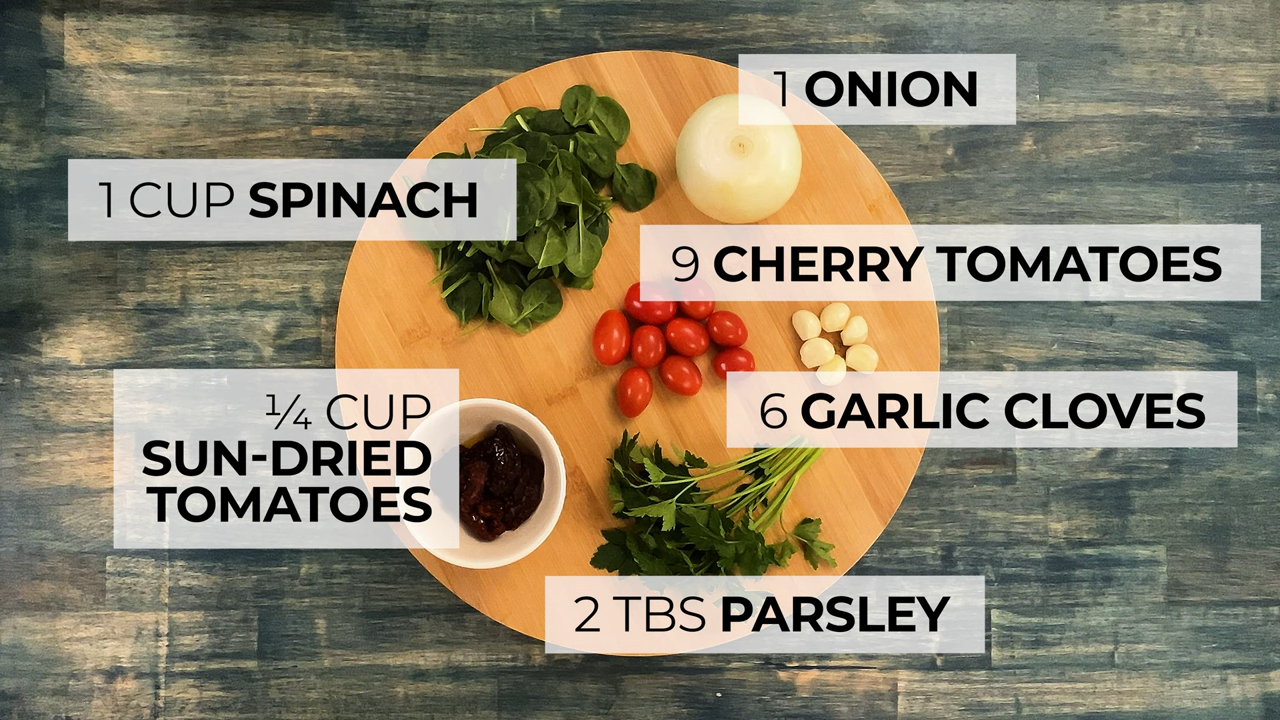 1 ONION
1 CUP SPINACH
9 CHERRY TOMATOES
¼ CUP
SUN-DRIED
TOMATOES
6 GARLIC CLOVES
2 TBS PARSLEY